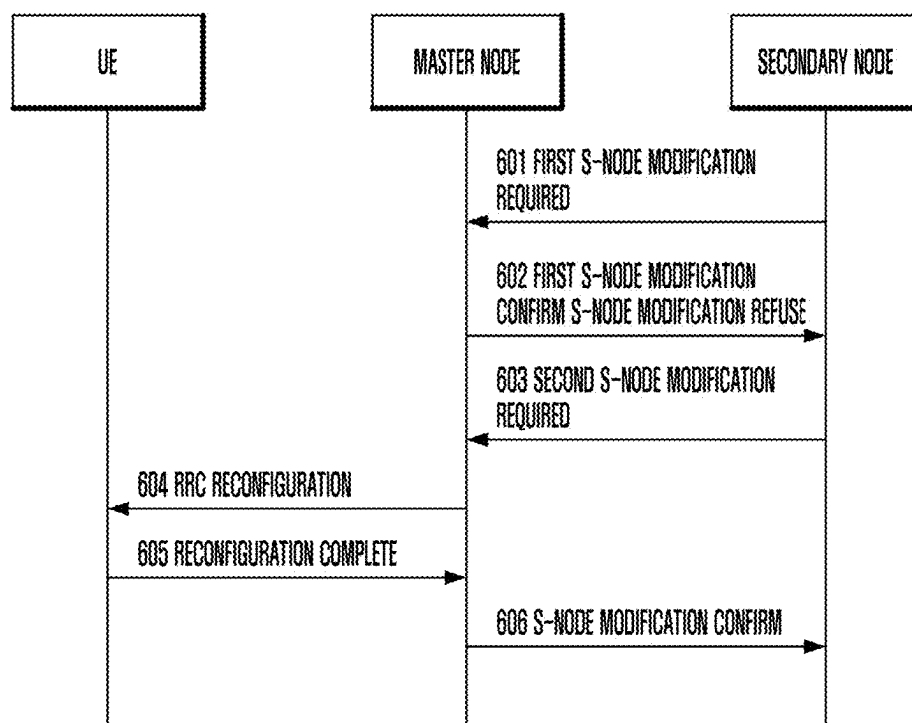 UE
MASTER NODE
SECONDARY NODE
601 FIRST S-NODE MODIFICATION
REQUIRED
602 FIRST S-NODE MODIFICATION
CONFIRM S-NODE MODIFICATION REFUSE
603 SECOND S-NODE MODIFICATION
REQUIRED
604 RRC RECONFIGURATION
605 RECONFIGURATION COMPLETE
606 S-NODE MODIFICATION CONFIRM